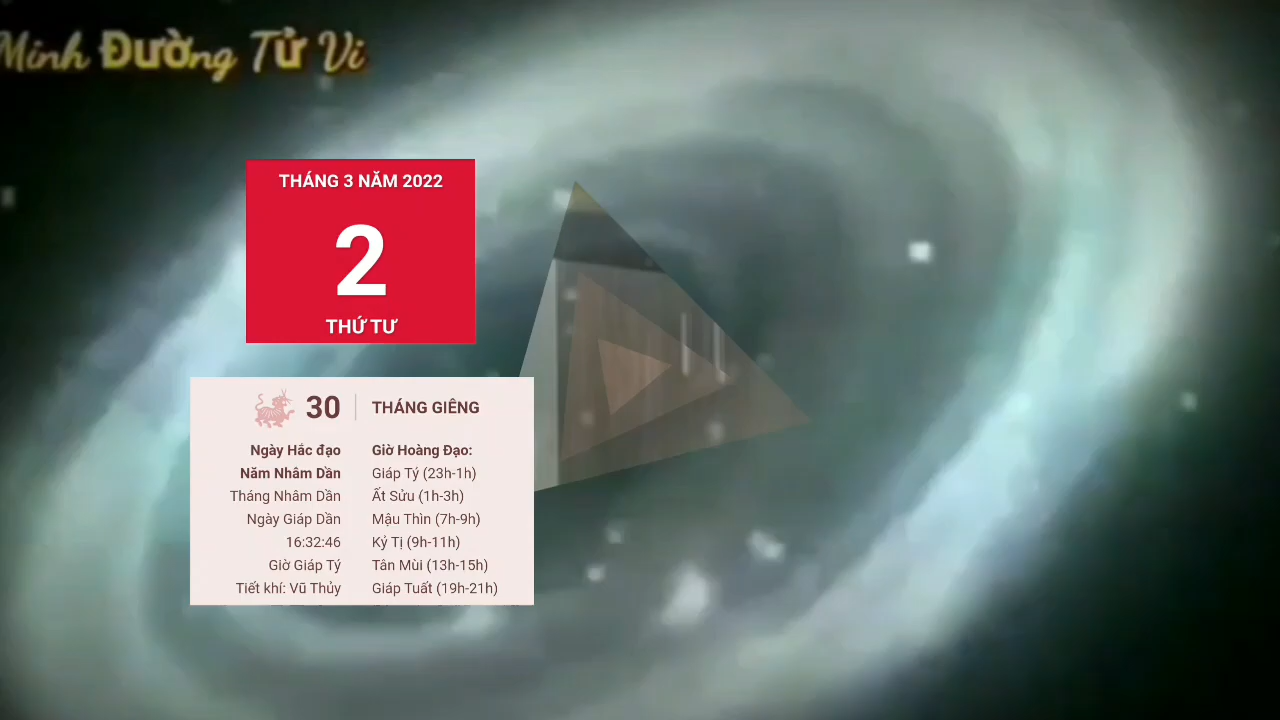 Minh Đường Tử Vi
THÁNG 3 NĂM 2022
2
THỨ TƯ
30
THÁNG GIÊNG
Ngày Hắc đạo
Năm Nhâm Dần
Tháng Nhâm Dần
Ngày Giáp Dần
16:32:46
Giờ Giáp Tý
Tiết khí: Vũ Thủy
Giờ Hoàng Đạo:
Giáp Tý (23h-1h)
Ất Sửu (1h-3h)
Mậu Thìn (7h-9h)
Kỷ Tị (9h-11h)
Tân Mùi (13h-15h)
Giáp Tuất (19h-21h)